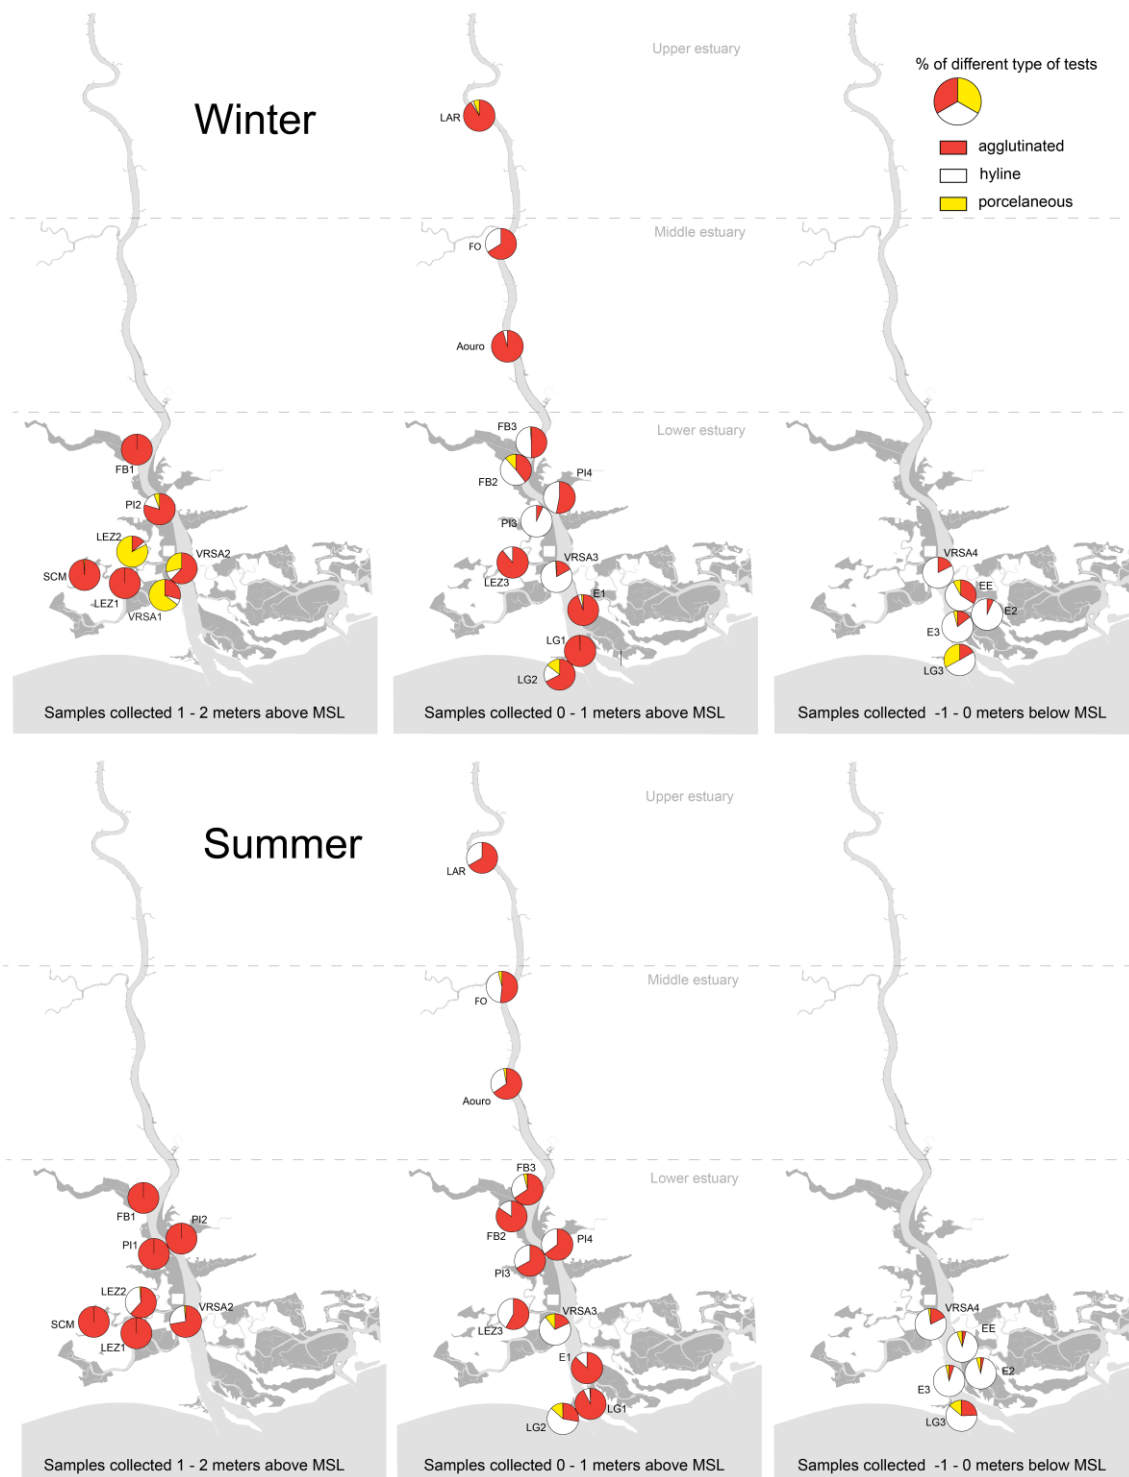 Upper estuary
% of different type of tests
Winter
LAR
agglutinated
hyline
porcelaneous
Middle estuary
FO
Aouro
Lower estuary
FB1
PI2
LEZ2
VRSA2
SCM
LEZ1
VRSA1
FB3
FB2
PI4
PI3
VRSA3
LEZ3
E1
LG1
LG2
VRSA4
EE
E2
E3
LG3
Samples collected 1 - 2 meters above MSL
Samples collected 0 - 1 meters above MSL
Samples collected -1 - 0 meters below MSL
Upper estuary
Summer
LAR
Middle estuary
FO
Aouro
Lower estuary
FB1
PI2
PI1
LEZ2
VRSA2
SCM
LEZ1
FB3
FB2
PI4
PI3
VRSA3
LEZ3
E1
LG1
LG2
VRSA4
EE
E2
E3
LG3
Samples collected 1 - 2 meters above MSL
Samples collected 0 - 1 meters above MSL
Samples collected -1 - 0 meters below MSL